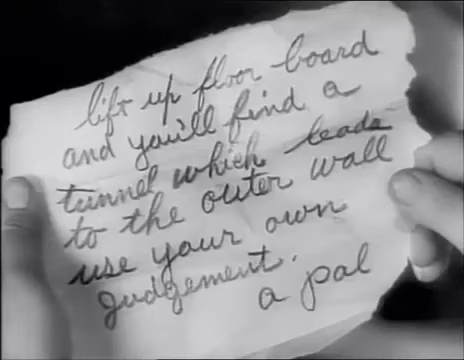 lift up floor board
and you'll find a
tunnel which leads
to the outer wall
use your own
judgement.
a pal